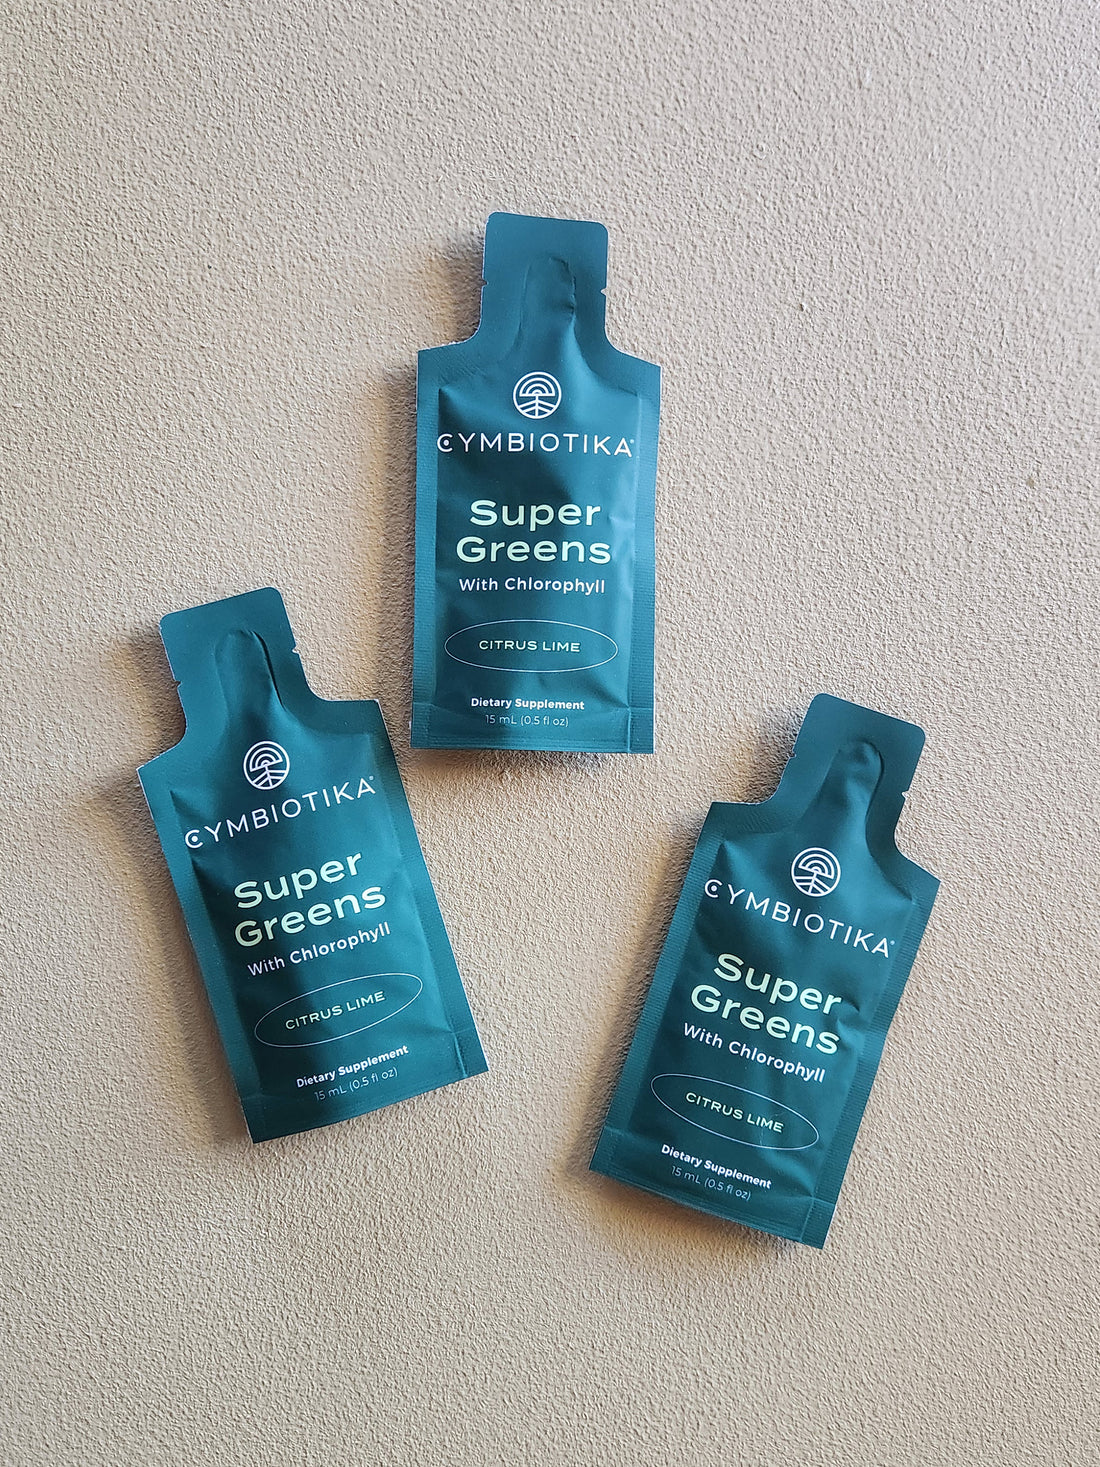 CYMBIOTIKA®
Super
Greens
With Chlorophyll
CITRUS LIME
Dietary Supplement
15 mL (0.5 fl oz)
CYMBIOTIKA®
Super
Greens
With Chlorophyll
CITRUS LIME
Dietary Supplement
15 mL (0.5 fl oz)
CYMBIOTIKA®
Super
Greens
With Chlorophyll
CITRUS LIME
Dietary Supplement
15 mL (0.5 fl oz)